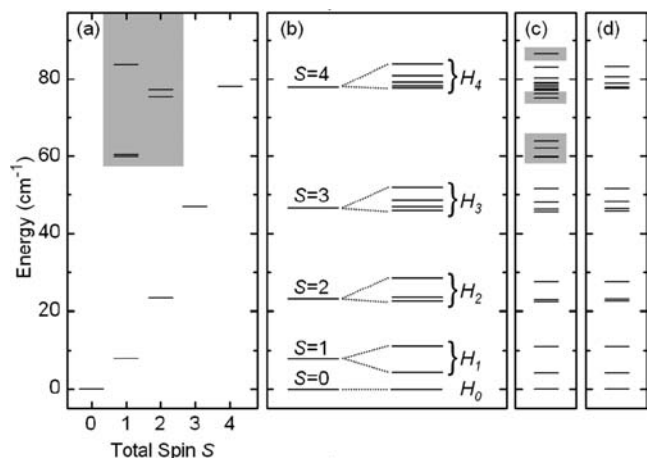 (a)
(b)
(c)
(d)
Energy (cm⁻¹)
80
60
40
20
0
0 1 2 3 4
Total Spin S
S=4
H₄
S=3
H₃
S=2
H₂
S=1
H₁
S=0
H₀